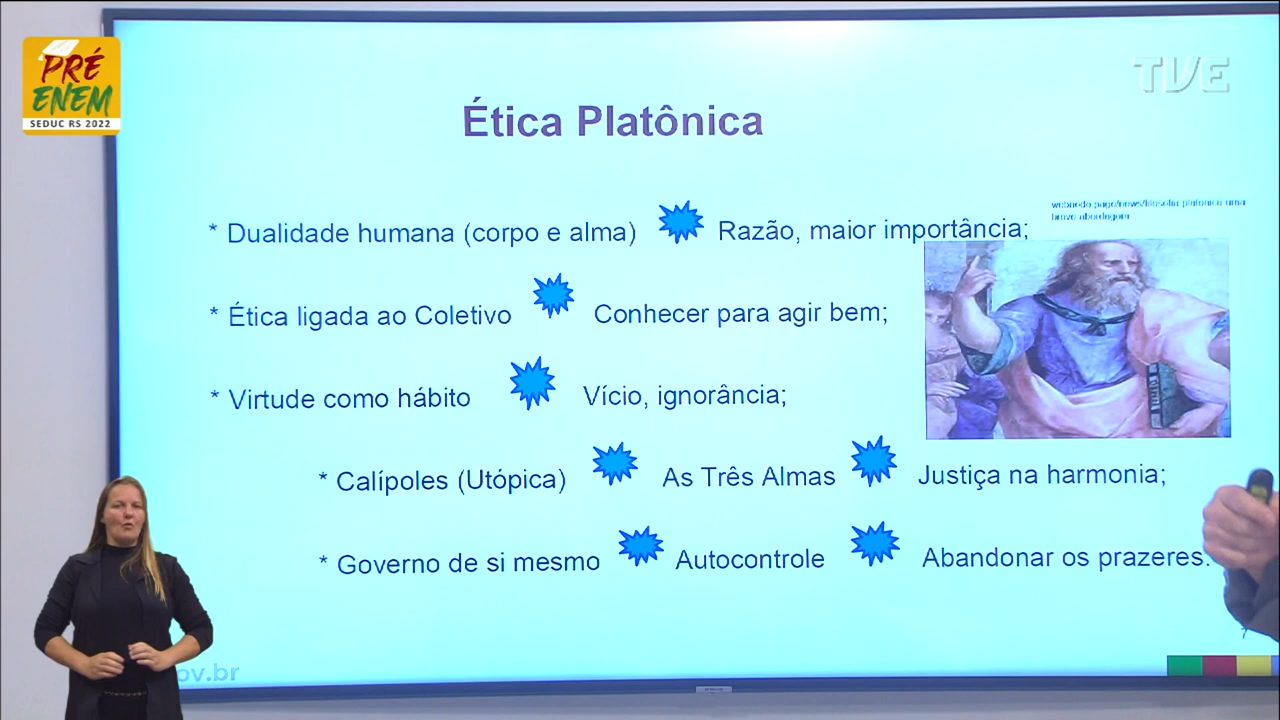 PRÉ
ENEM
SEDUC RS 2022
TVE
Ética Platônica
* Dualidade humana (corpo e alma) Razão, maior importância;
* Ética ligada ao Coletivo Conhecer para agir bem;
* Virtude como hábito Vício, ignorância;
* Calípoles (Utópica) As Três Almas Justiça na harmonia;
* Governo de si mesmo Autocontrole Abandonar os prazeres.
ov.br